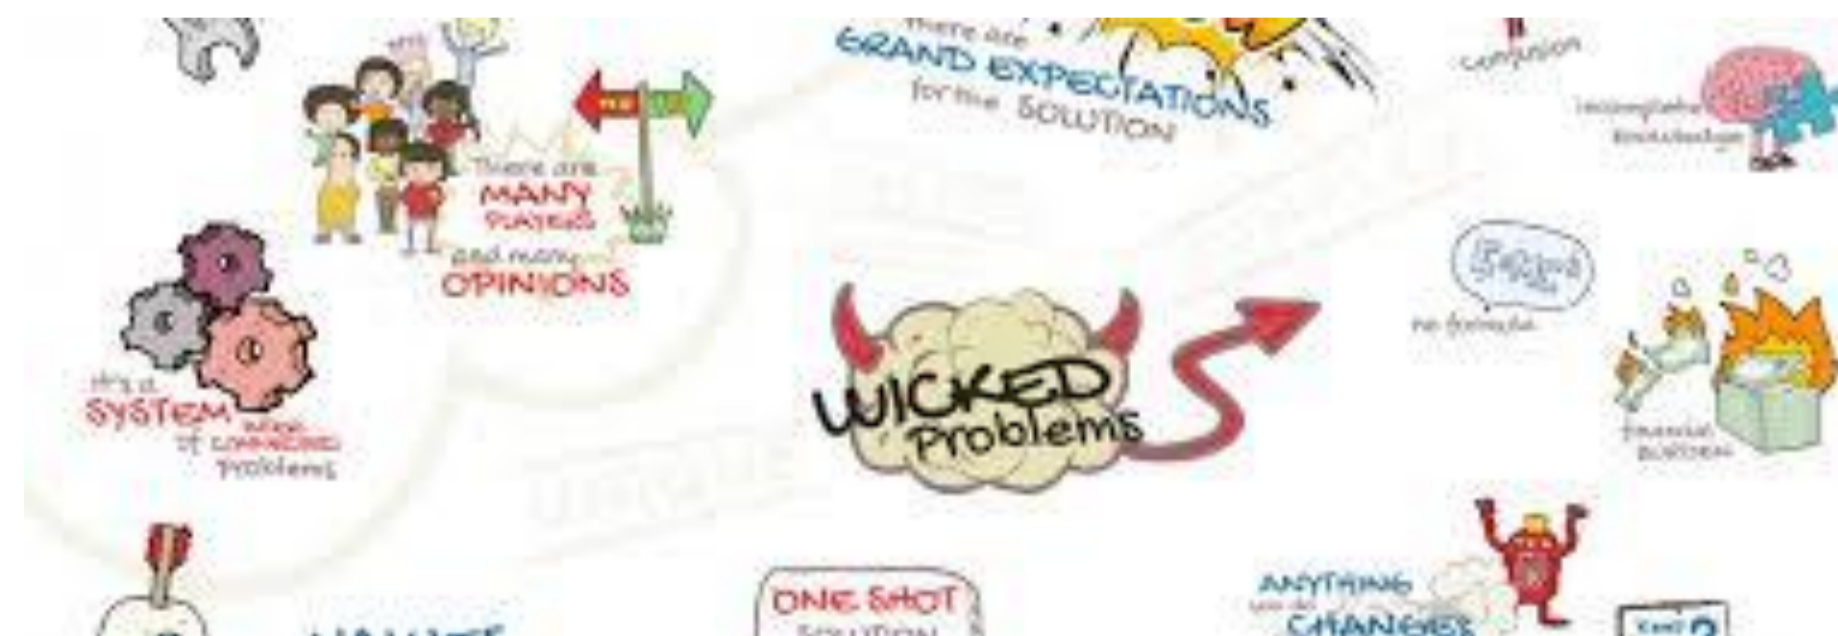 There are
GRAND EXPECTATIONS
for the SOLUTION
confusion
incomplete
knowledge
There are
MANY
PLAYERS
and many
OPINIONS
no formula
It's a
SYSTEM
of CONNECTED
problems
WICKED
Problems
financial
BURDEN
ONE SHOT
SOLUTION
ANYTHING
you do
CHANGES